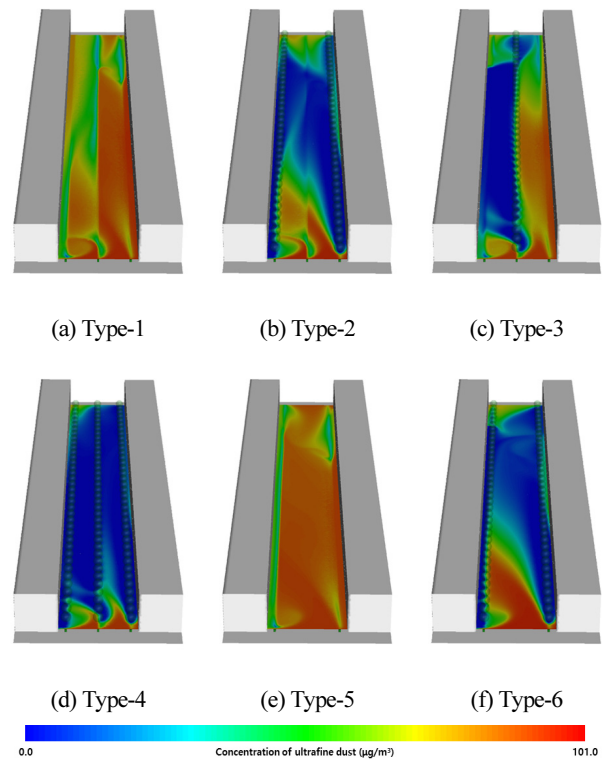 (a) Type-1 (b) Type-2 (c) Type-3
(d) Type-4 (e) Type-5 (f) Type-6
0.0 Concentration of ultrafine dust (µg/m³) 101.0